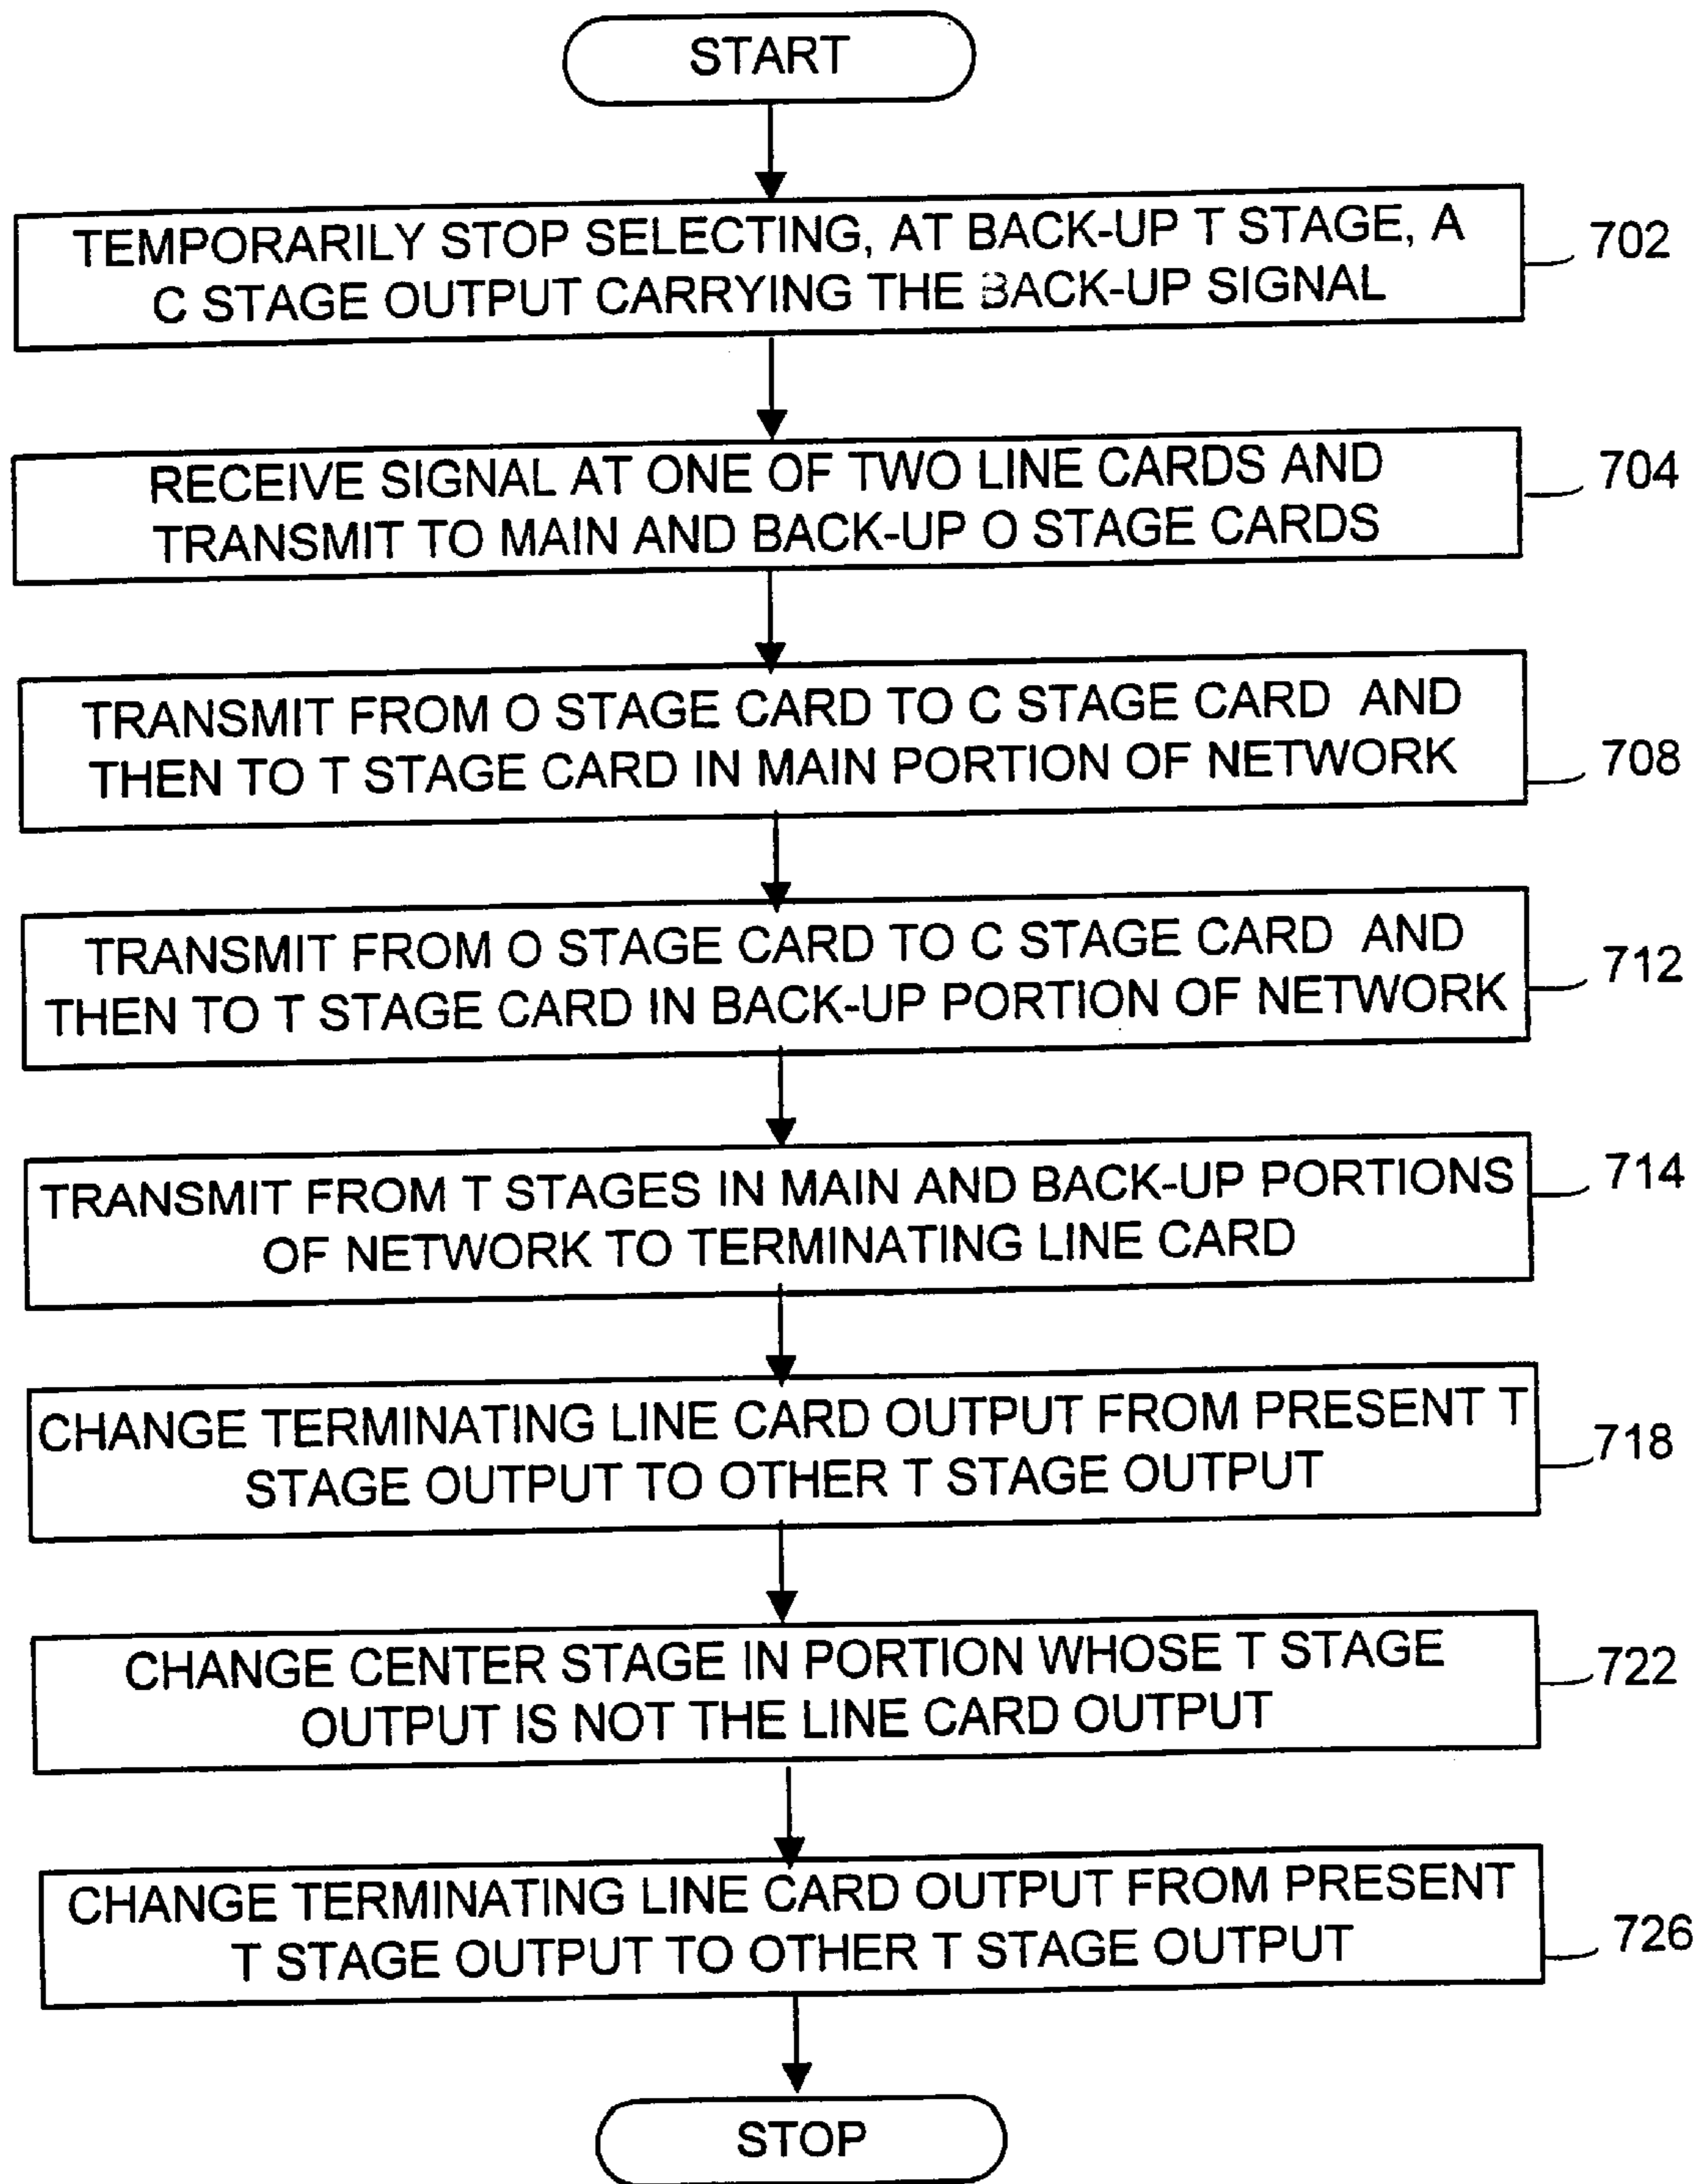 START
TEMPORARILY STOP SELECTING, AT BACK-UP T STAGE, A
C STAGE OUTPUT CARRYING THE BACK-UP SIGNAL
702
RECEIVE SIGNAL AT ONE OF TWO LINE CARDS AND
TRANSMIT TO MAIN AND BACK-UP O STAGE CARDS
704
TRANSMIT FROM O STAGE CARD TO C STAGE CARD AND
THEN TO T STAGE CARD IN MAIN PORTION OF NETWORK
708
TRANSMIT FROM O STAGE CARD TO C STAGE CARD AND
THEN TO T STAGE CARD IN BACK-UP PORTION OF NETWORK
712
TRANSMIT FROM T STAGES IN MAIN AND BACK-UP PORTIONS
OF NETWORK TO TERMINATING LINE CARD
714
CHANGE TERMINATING LINE CARD OUTPUT FROM PRESENT T
STAGE OUTPUT TO OTHER T STAGE OUTPUT
718
CHANGE CENTER STAGE IN PORTION WHOSE T STAGE
OUTPUT IS NOT THE LINE CARD OUTPUT
722
CHANGE TERMINATING LINE CARD OUTPUT FROM PRESENT
T STAGE OUTPUT TO OTHER T STAGE OUTPUT
726
STOP